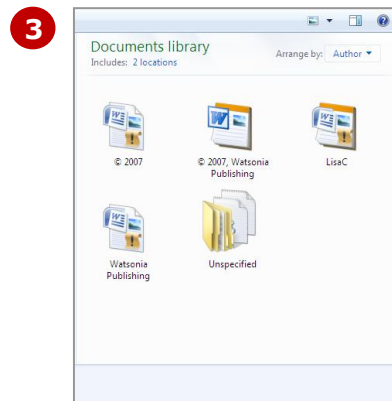 3
Documents library
Includes: 2 locations
Arrange by: Author
© 2007
© 2007, Watsonia
Publishing
LisaC
Watsonia
Publishing
Unspecified